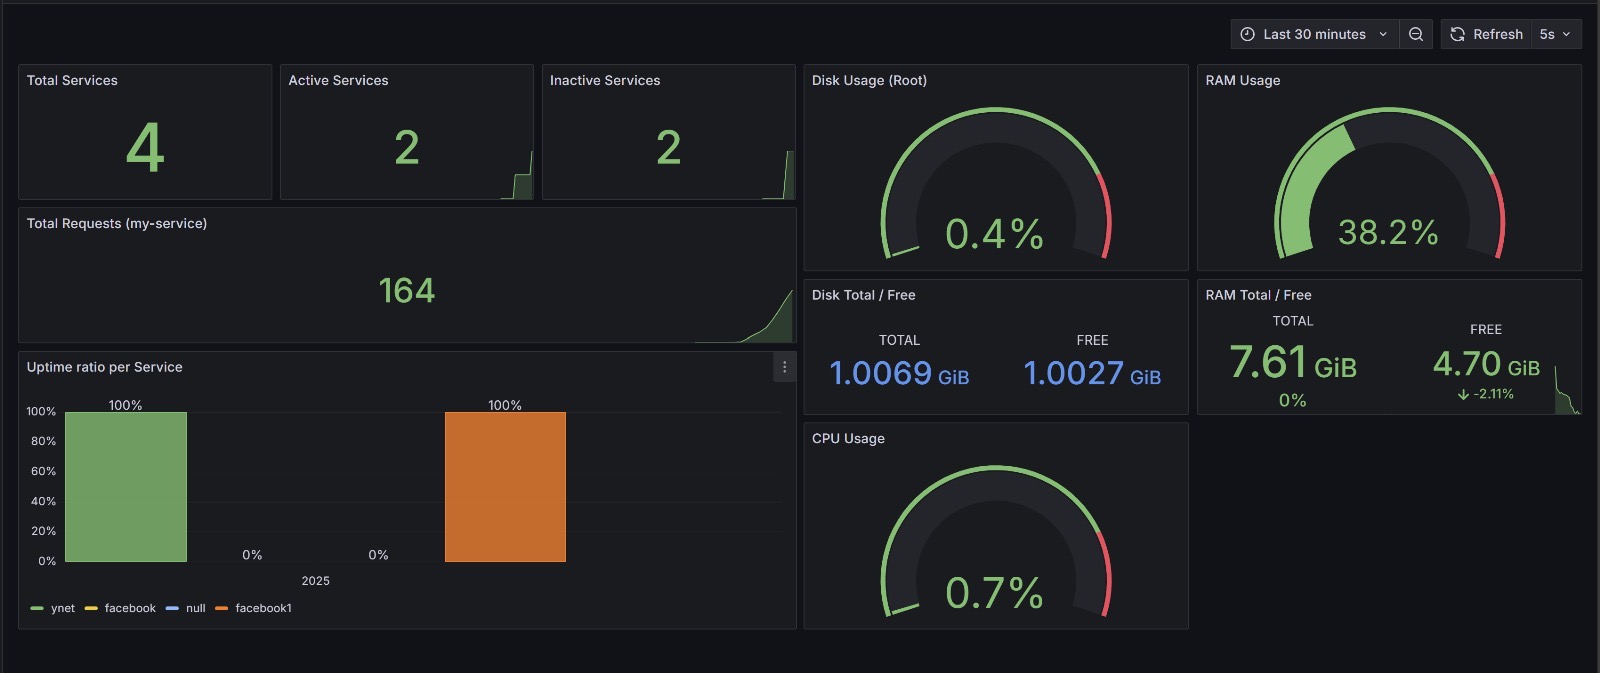 Last 30 minutes
Refresh
5s
Total Services
4
Active Services
2
Inactive Services
2
Disk Usage (Root)
0.4%
RAM Usage
38.2%
Total Requests (my-service)
164
Disk Total / Free
TOTAL
1.0069 GiB
FREE
1.0027 GiB
RAM Total / Free
TOTAL
7.61 GiB
0%
FREE
4.70 GiB
-2.11%
Uptime ratio per Service
100%
80%
60%
40%
20%
0%
100%
0%
0%
100%
2025
ynet facebook null facebook1
CPU Usage
0.7%